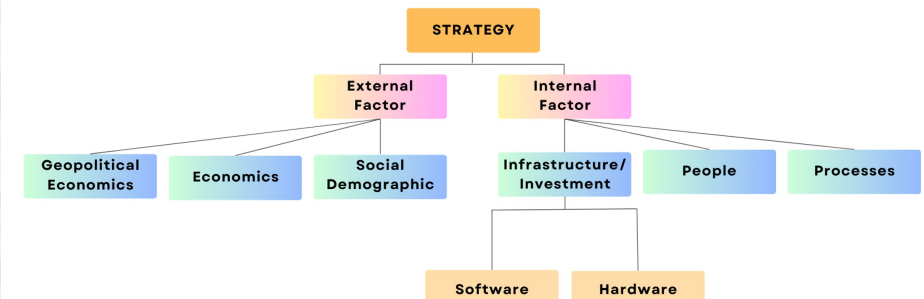 STRATEGY
External
Factor
Internal
Factor
Geopolitical
Economics
Economics
Social
Demographic
Infrastructure/
Investment
People
Processes
Software
Hardware